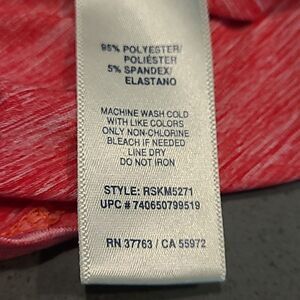 95% POLYESTER/
POLIÉSTER
5% SPANDEX/
ELASTANO
MACHINE WASH COLD
WITH LIKE COLORS
ONLY NON-CHLORINE
BLEACH IF NEEDED
LINE DRY
DO NOT IRON
STYLE: RSKM5271
UPC # 740650799519
RN 37763 / CA 55972